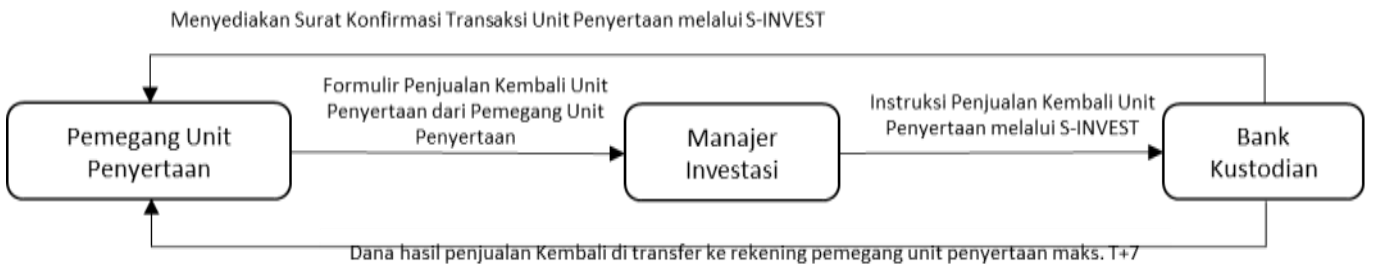 Menyediakan Surat Konfirmasi Transaksi Unit Penyertaan melalui S-INVEST
Formulir Penjualan Kembali Unit
Penyertaan dari Pemegang Unit
Penyertaan
Instruksi Penjualan Kembali Unit
Penyertaan melalui S-INVEST
Pemegang Unit
Penyertaan
Manajer
Investasi
Bank
Kustodian
Dana hasil penjualan Kembali di transfer ke rekening pemegang unit penyertaan maks. T+7